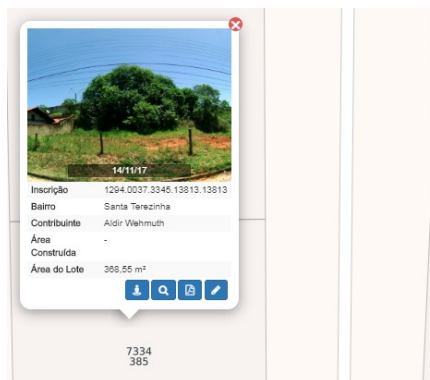 14/11/17
Inscrição 1294.0037.3345.13813.13813
Bairro Santa Terezinha
Contribuinte Aldir Wehmuth
Área Construída -
Área do Lote 368,55 m²
7334
385